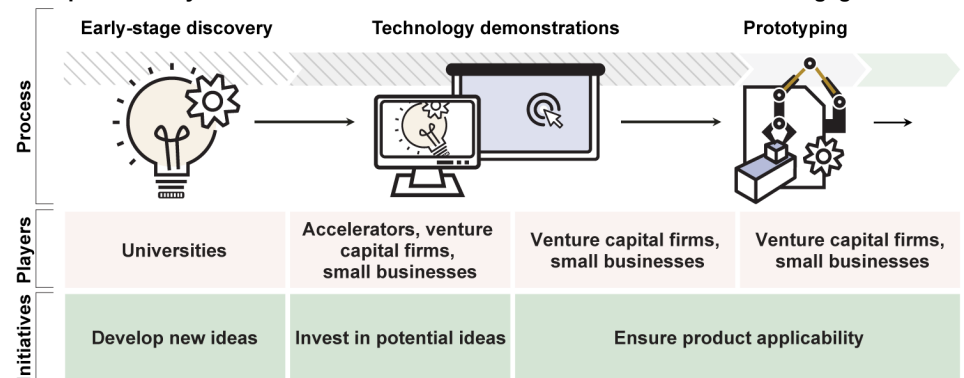 Early-stage discovery
Technology demonstrations
Prototyping
Process
Players
Universities
Accelerators, venture
capital firms,
small businesses
Venture capital firms,
small businesses
Venture capital firms,
small businesses
Develop new ideas
Invest in potential ideas
Ensure product applicability